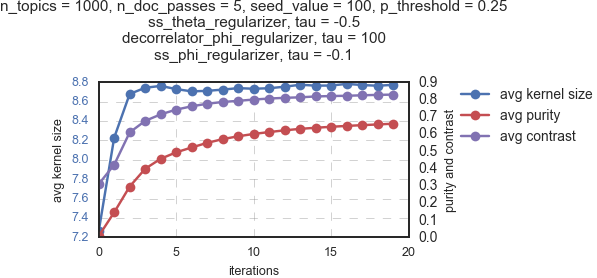 n_topics = 1000, n_doc_passes = 5, seed_value = 100, p_threshold = 0.25
ss_theta_regularizer, tau = -0.5
decorrelator_phi_regularizer, tau = 100
ss_phi_regularizer, tau = -0.1
8.8
8.6
8.4
8.2
8.0
7.8
7.6
7.4
7.2
avg kernel size
0
5
10
15
20
iterations
0.9
0.8
0.7
0.6
0.5
0.4
0.3
0.2
0.1
0.0
purity and contrast
avg kernel size
avg purity
avg contrast